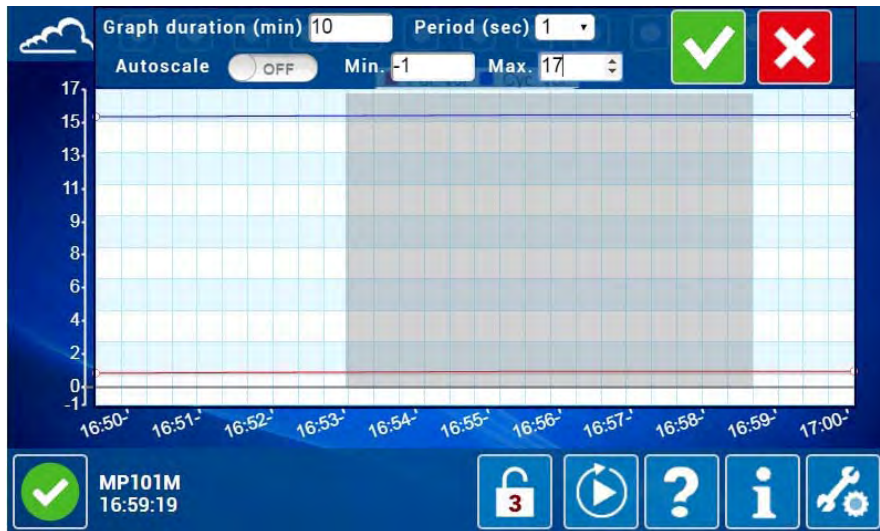 Graph duration (min) 10 Period (sec) 1
Autoscale OFF Min. -1 Max. 17
17
15
13
11
9
8
6
4
2
0
-1
16:50 16:51 16:52 16:53 16:54 16:55 16:56 16:57 16:58 16:59 17:00
MP101M
16:59:19
3
?
i